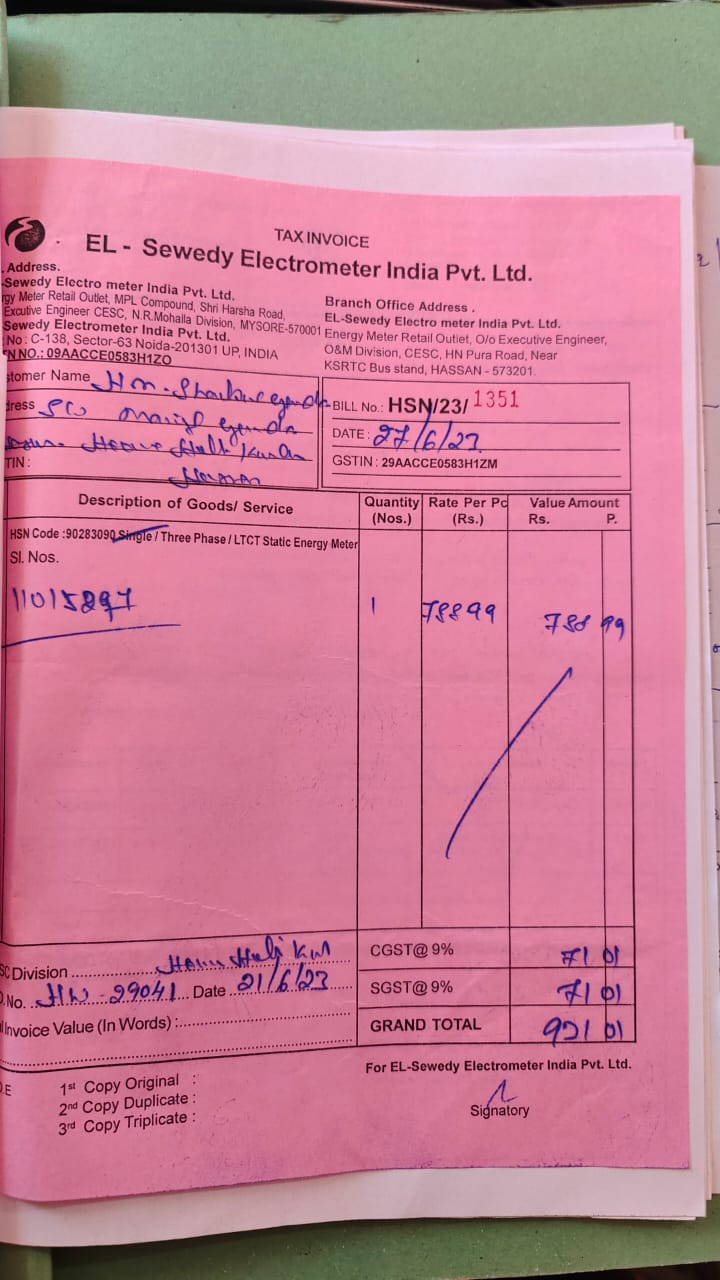 TAX INVOICE
EL - Sewedy Electrometer India Pvt. Ltd.
. Address.
-Sewedy Electro meter India Pvt. Ltd.
rgy Meter Retail Outlet, MPL Compound, Shri Harsha Road,
Excutive Engineer CESC, N.R.Mohalla Division, MYSORE-570001
Sewedy Electrometer India Pvt. Ltd.
No : C-138, Sector-63 Noida-201301 UP, INDIA
N NO.: 09AACCE0583H1ZO
Branch Office Address .
EL-Sewedy Electro meter India Pvt. Ltd.
Energy Meter Retail Outlet, O/o Executive Engineer,
O&M Division, CESC, HN Pura Road, Near
KSRTC Bus stand, HASSAN - 573201.
stomer Name
dress S/o
TIN :
BILL No.: HSN/23/ 1351
DATE : 27/6/23
GSTIN : 29AACCE0583H1ZM
Description of Goods/ Service Quantity (Nos.) Rate Per Pc (Rs.) Value Amount Rs. P.
HSN Code :90283090 Single / Three Phase / LTCT Static Energy Meter
Sl. Nos.
11015897 1 78899 788 99
SC Division ..........
CGST@ 9% 71 01
O.No. .. HW - 29041 .. Date .. 21/6/23
SGST@ 9% 71 01
Invoice Value (In Words) :
GRAND TOTAL 931 01
For EL-Sewedy Electrometer India Pvt. Ltd.
Signatory
O.E
1st Copy Original :
2nd Copy Duplicate :
3rd Copy Triplicate :